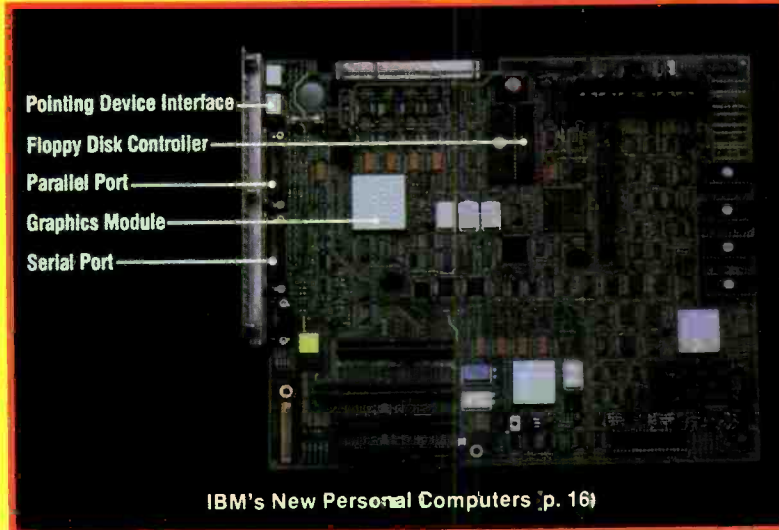 Pointing Device Interface
Floppy Disk Controller
Parallel Port
Graphics Module
Serial Port
IBM's New Personal Computers (p. 16)